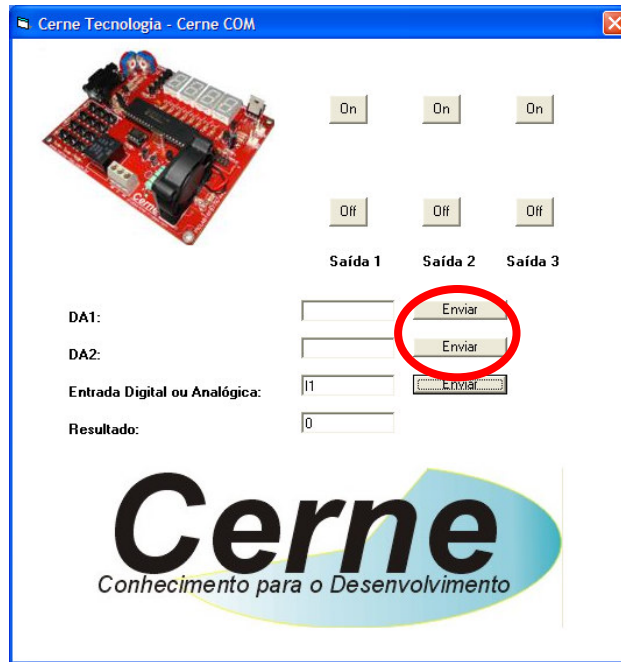 Cerne Tecnologia - Cerne COM
On On On
Off Off Off
Saída 1 Saída 2 Saída 3
DA1: Enviar
DA2: Enviar
Entrada Digital ou Analógica: I1 Enviar
Resultado: 0
Cerne
Conhecimento para o Desenvolvimento